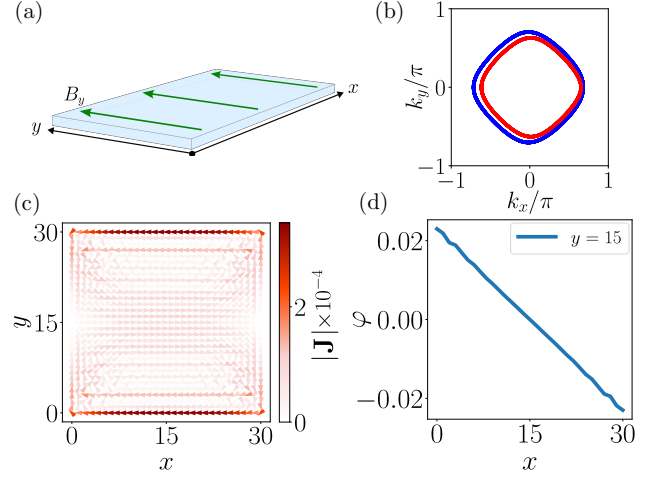 (a)
B_y
y
x
(b)
1
0
−1
k_y/π
−1
0
1
k_x/π
(c)
30
15
0
y
0
15
30
x
2
0
|J|×10⁻⁴
(d)
y = 15
0.02
0.00
−0.02
φ
0
15
30
x